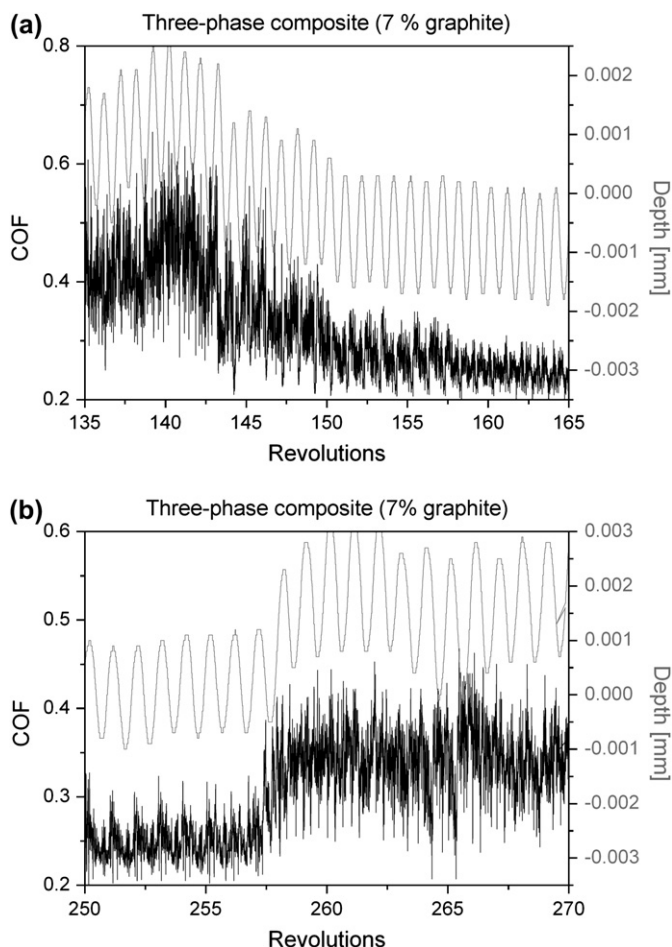 (a)
Three-phase composite (7 % graphite)
0.8
0.6
0.4
0.2
COF
0.002
0.001
0.000
-0.001
-0.002
-0.003
Depth [mm]
135 140 145 150 155 160 165
Revolutions
(b)
Three-phase composite (7% graphite)
0.6
0.5
0.4
0.3
0.2
COF
0.003
0.002
0.001
0.000
-0.001
-0.002
-0.003
Depth [mm]
250 255 260 265 270
Revolutions